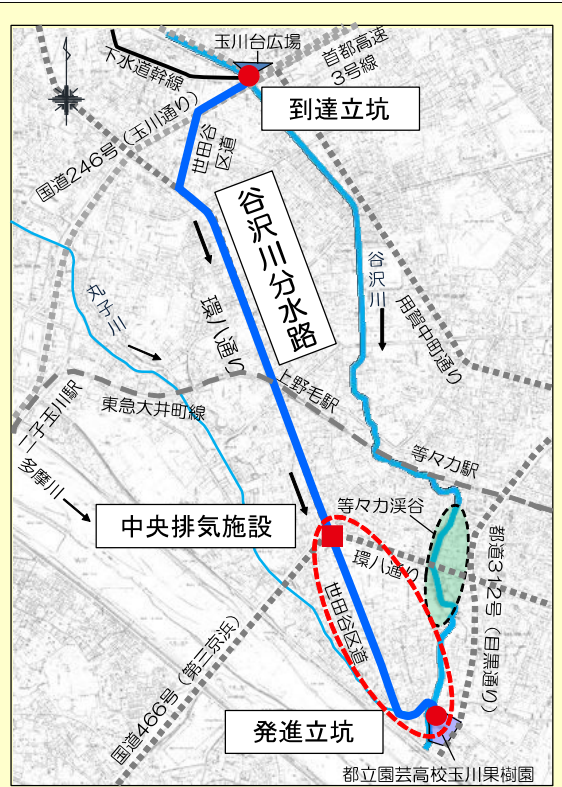 玉川台広場
下水道幹線
首都高速
3号線
到達立坑
国道246号（玉川通り）
世田谷
区道
谷沢川分水路
谷沢川
丸子川
環八通り
用賀中町通り
上野毛駅
東急大井町線
二子玉川駅
等々力駅
多摩川
等々力渓谷
中央排気施設
環八通り
都道312号（目黒通り）
世田谷区道
国道466号（第三京浜）
発進立坑
都立園芸高校玉川果樹園